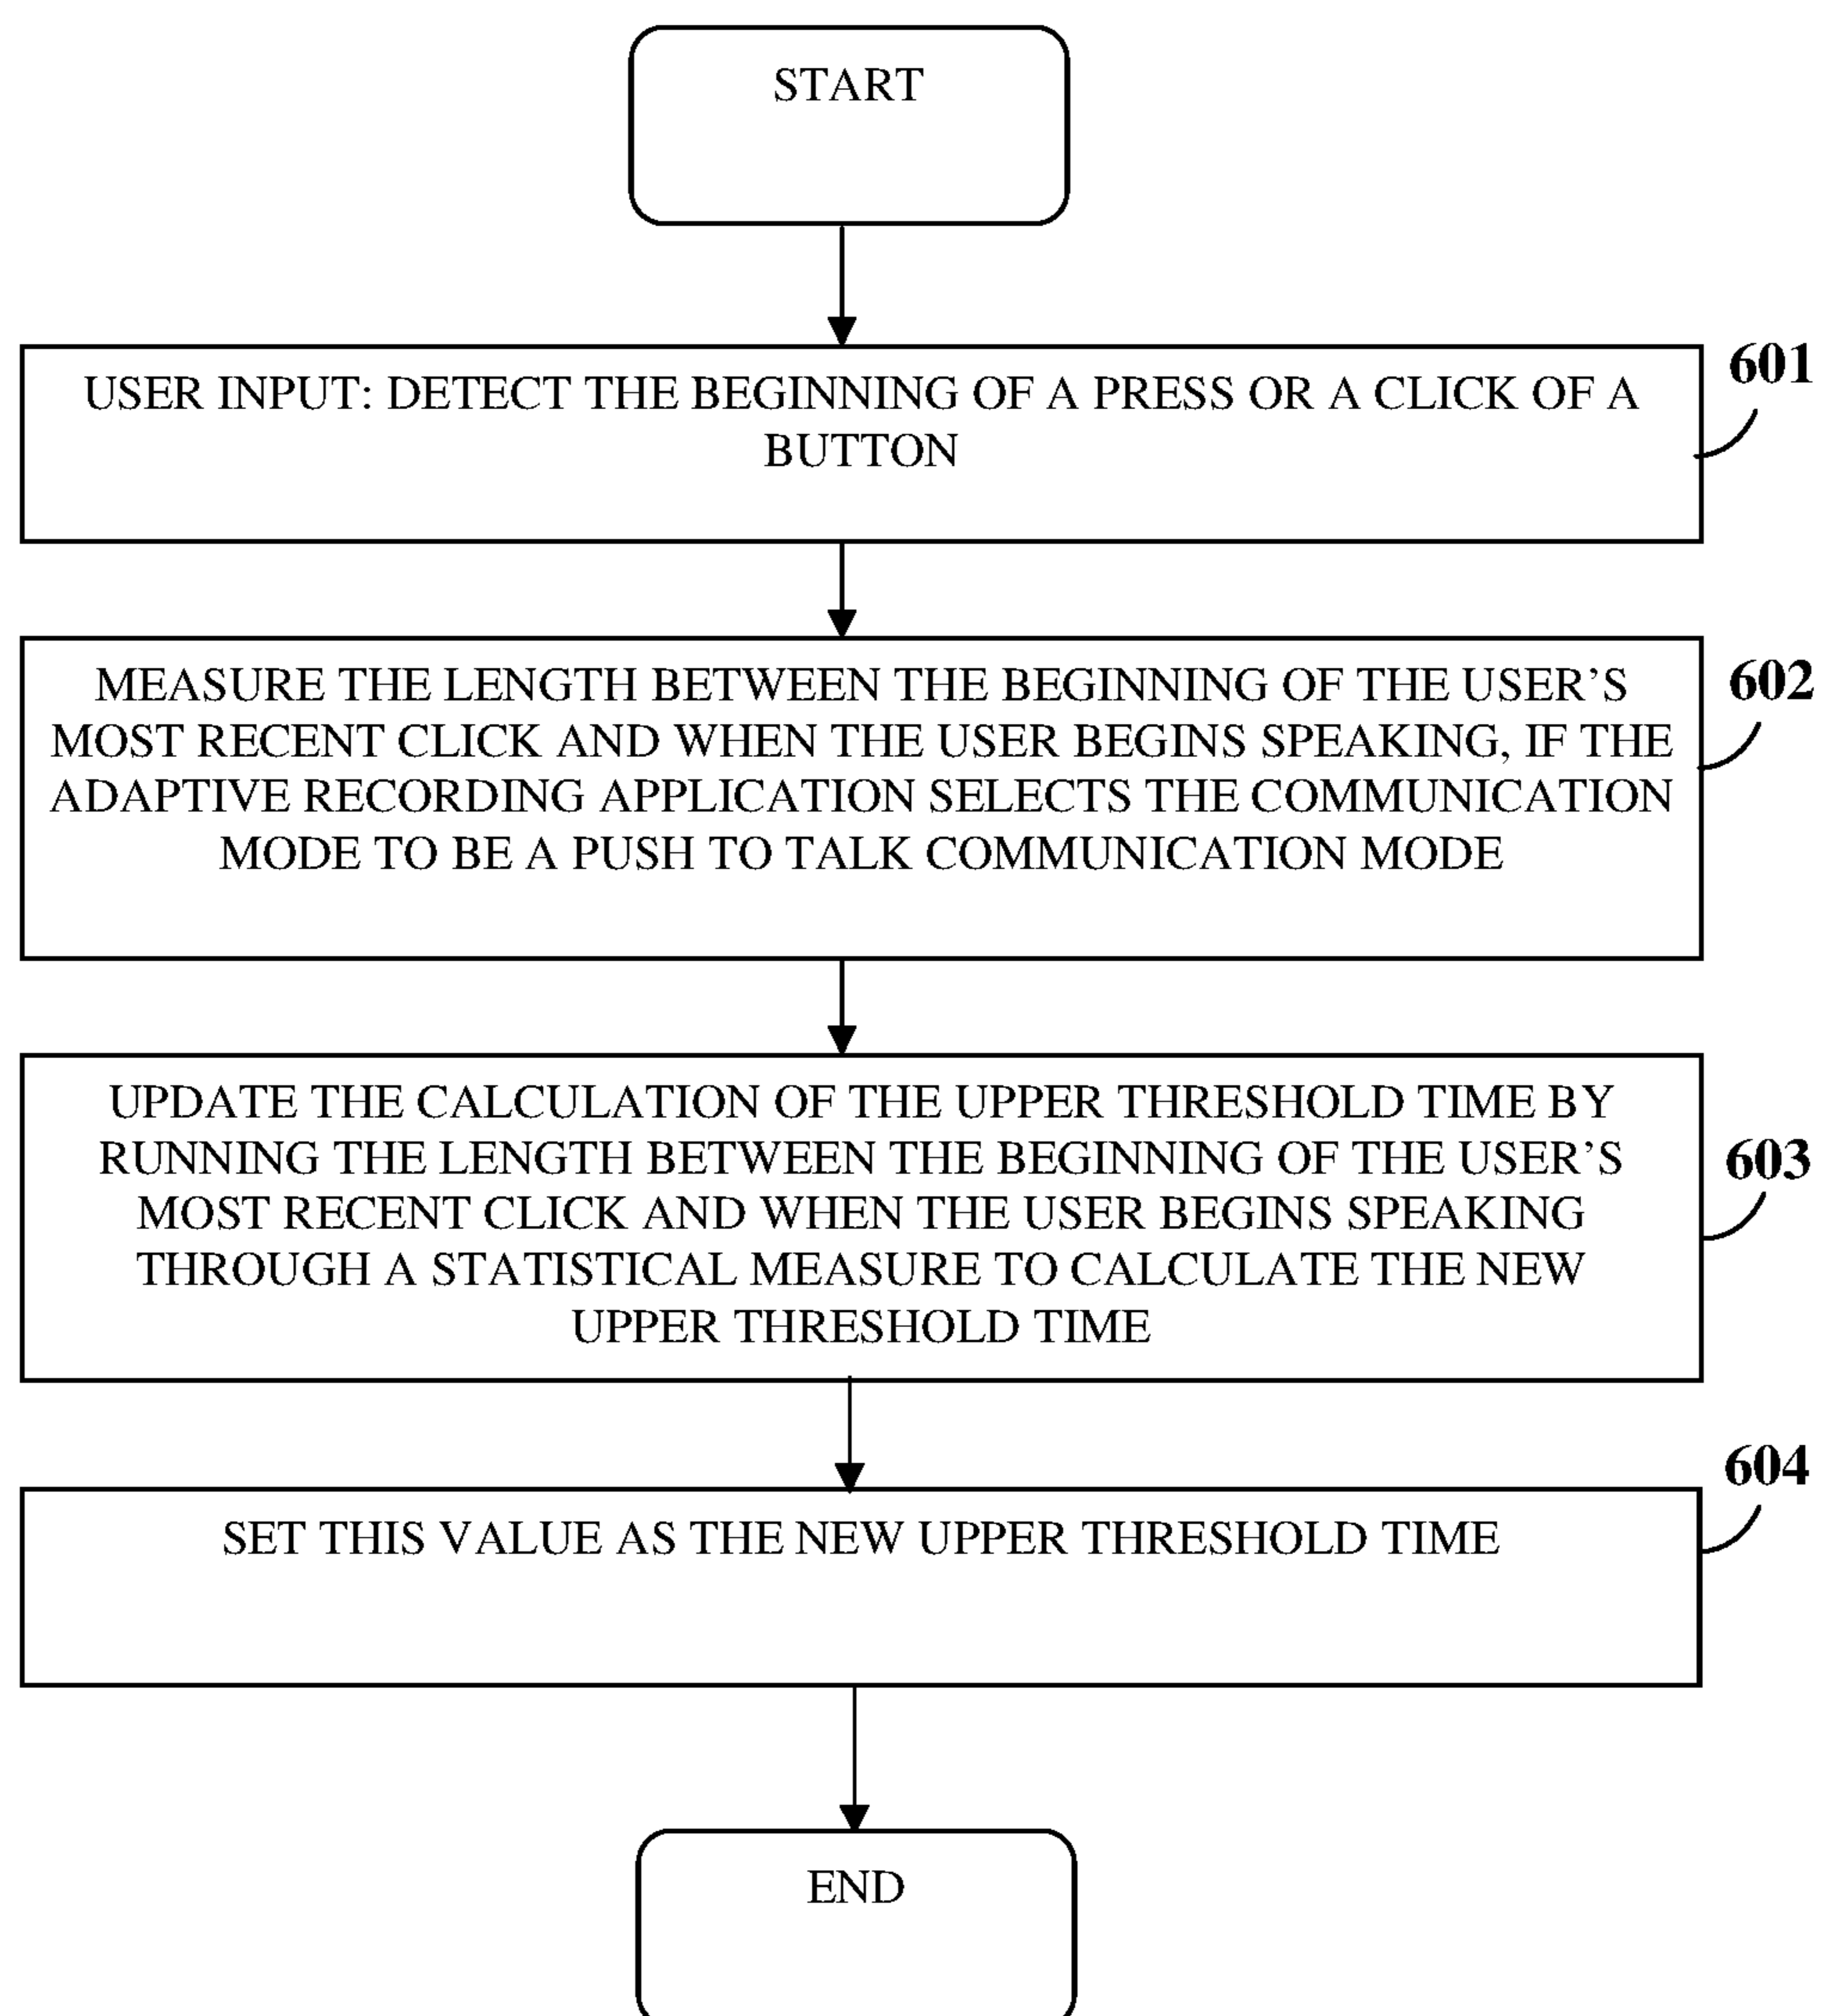 START
USER INPUT: DETECT THE BEGINNING OF A PRESS OR A CLICK OF A
BUTTON
601
MEASURE THE LENGTH BETWEEN THE BEGINNING OF THE USER'S
MOST RECENT CLICK AND WHEN THE USER BEGINS SPEAKING, IF THE
ADAPTIVE RECORDING APPLICATION SELECTS THE COMMUNICATION
MODE TO BE A PUSH TO TALK COMMUNICATION MODE
602
UPDATE THE CALCULATION OF THE UPPER THRESHOLD TIME BY
RUNNING THE LENGTH BETWEEN THE BEGINNING OF THE USER'S
MOST RECENT CLICK AND WHEN THE USER BEGINS SPEAKING
THROUGH A STATISTICAL MEASURE TO CALCULATE THE NEW
UPPER THRESHOLD TIME
603
SET THIS VALUE AS THE NEW UPPER THRESHOLD TIME
604
END